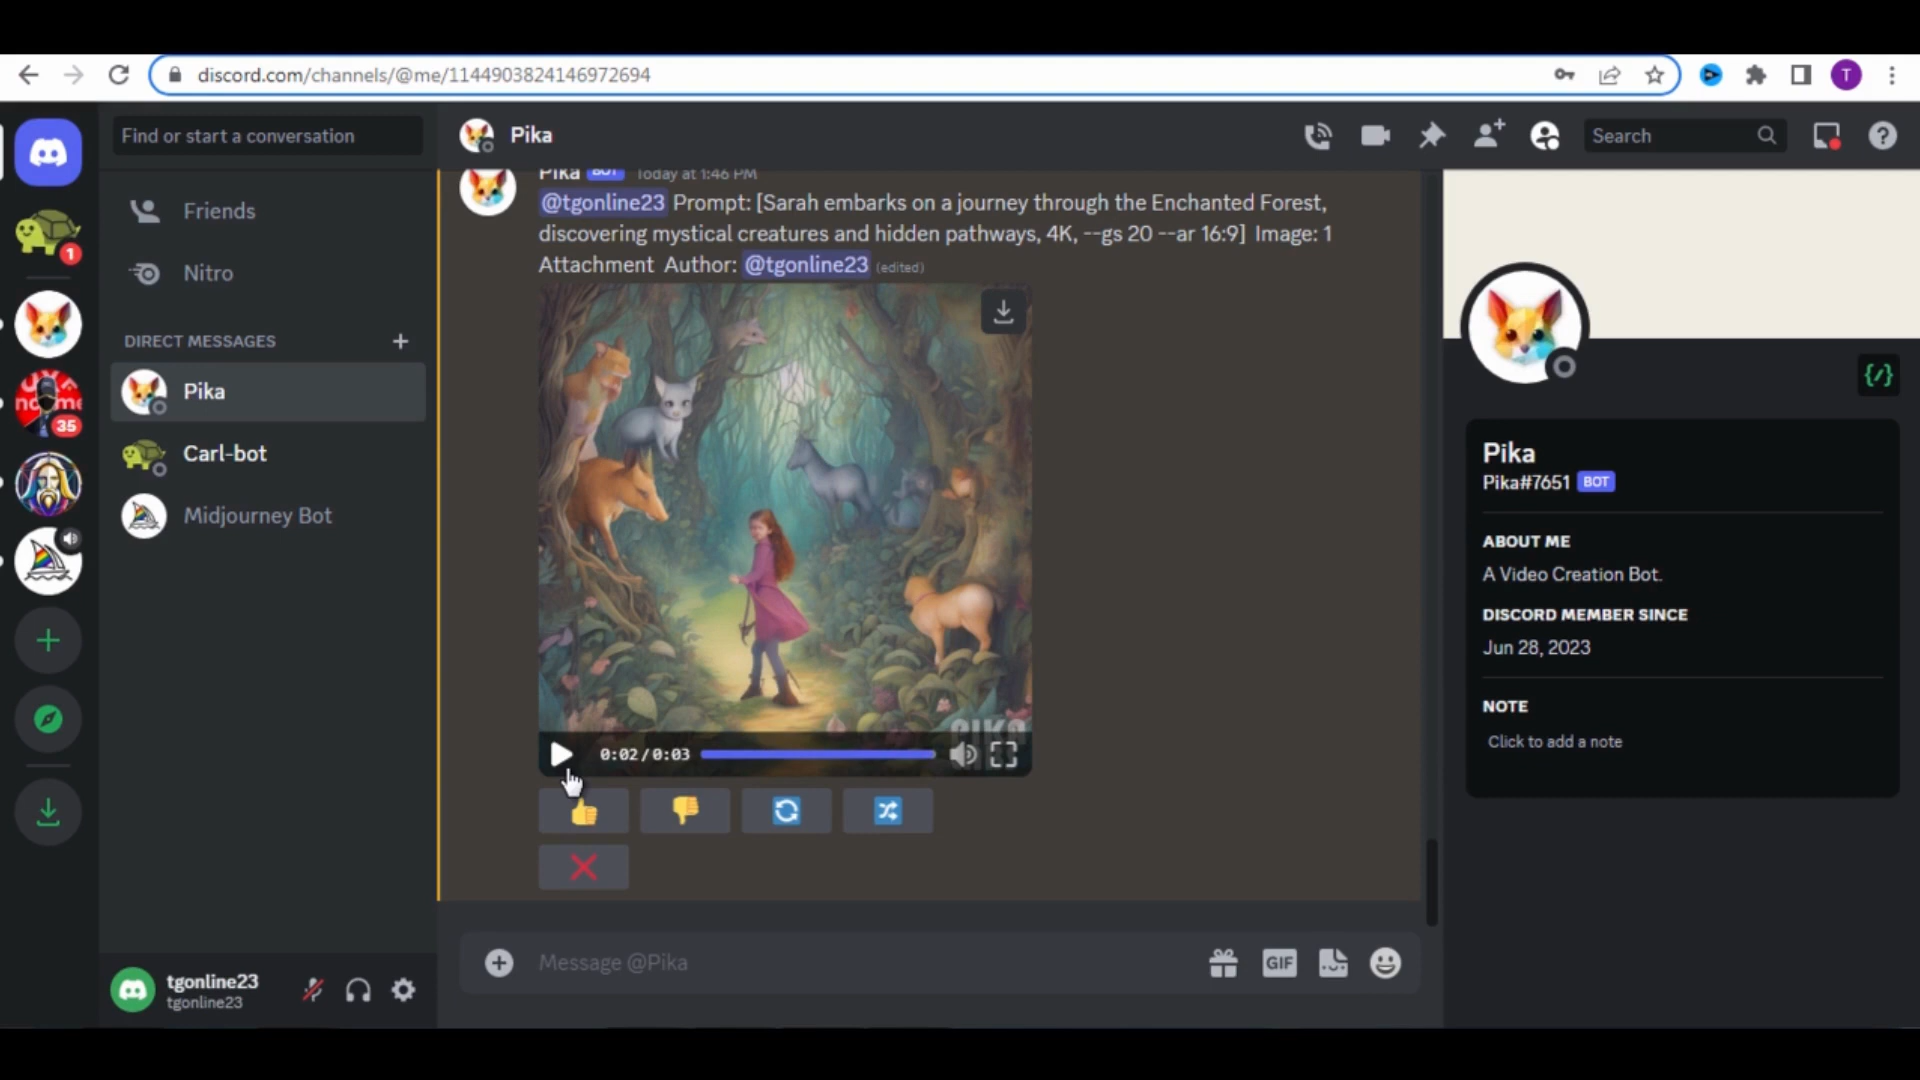 discord.com/channels/@me/1144903824146972694
T
Find or start a conversation
Pika
Search
Friends
Nitro
1
DIRECT MESSAGES
Pika
35
Carl-bot
Midjourney Bot
Pika BOT Today at 1:46 PM
@tgonline23 Prompt: [Sarah embarks on a journey through the Enchanted Forest,
discovering mystical creatures and hidden pathways, 4K, --gs 20 --ar 16:9] Image: 1
Attachment Author: @tgonline23 (edited)
PIKA
0:02/0:03
Message @Pika
GIF
tgonline23
tgonline23
Pika
Pika#7651 BOT
ABOUT ME
A Video Creation Bot.
DISCORD MEMBER SINCE
Jun 28, 2023
NOTE
Click to add a note